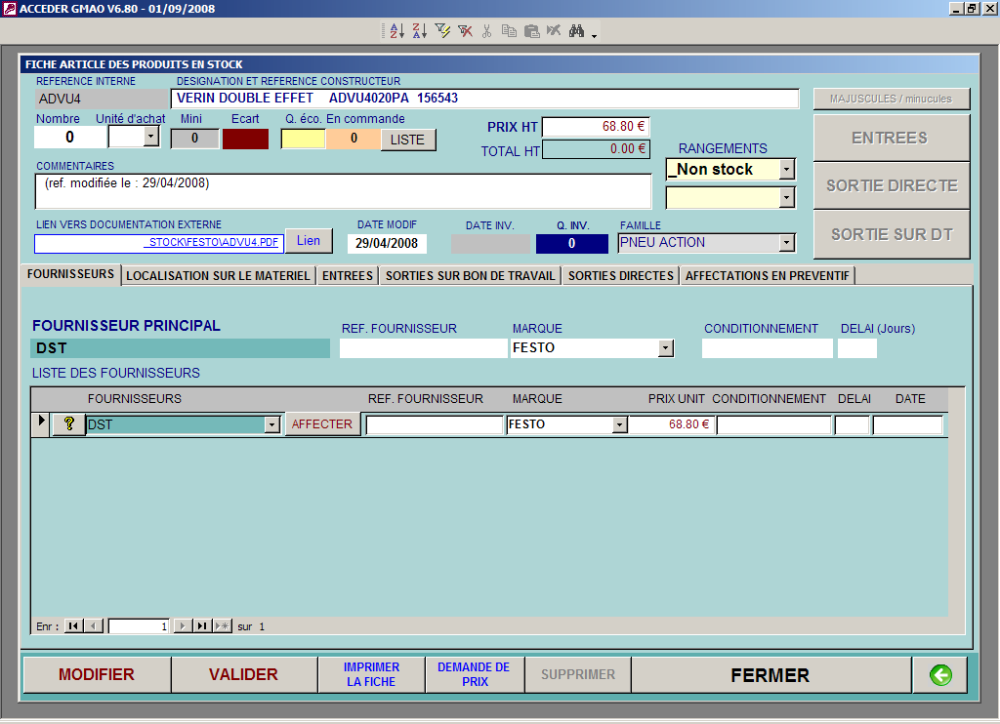 ACCEDER GMAO V6.80 - 01/09/2008
FICHE ARTICLE DES PRODUITS EN STOCK
REFERENCE INTERNE DESIGNATION ET REFERENCE CONSTRUCTEUR
ADVU4 VERIN DOUBLE EFFET ADVU4020PA 156543 MAJUSCULES / minucules
Nombre Unité d'achat Mini Ecart Q. éco. En commande
0 0 0 LISTE
PRIX HT 68.80 €
TOTAL HT 0.00 €
RANGEMENTS
_Non stock
ENTREES
SORTIE DIRECTE
SORTIE SUR DT
COMMENTAIRES
(ref. modifiée le : 29/04/2008)
LIEN VERS DOCUMENTATION EXTERNE DATE MODIF DATE INV. Q. INV. FAMILLE
_STOCK\FESTO\ADVU4.PDF Lien 29/04/2008 0 PNEU ACTION
FOURNISSEURS LOCALISATION SUR LE MATERIEL ENTREES SORTIES SUR BON DE TRAVAIL SORTIES DIRECTES AFFECTATIONS EN PREVENTIF
FOURNISSEUR PRINCIPAL REF. FOURNISSEUR MARQUE CONDITIONNEMENT DELAI (Jours)
DST FESTO
LISTE DES FOURNISSEURS
FOURNISSEURS REF. FOURNISSEUR MARQUE PRIX UNIT CONDITIONNEMENT DELAI DATE
? DST AFFECTER FESTO 68.80 €
Enr : 1 sur 1
MODIFIER VALIDER IMPRIMER LA FICHE DEMANDE DE PRIX SUPPRIMER FERMER